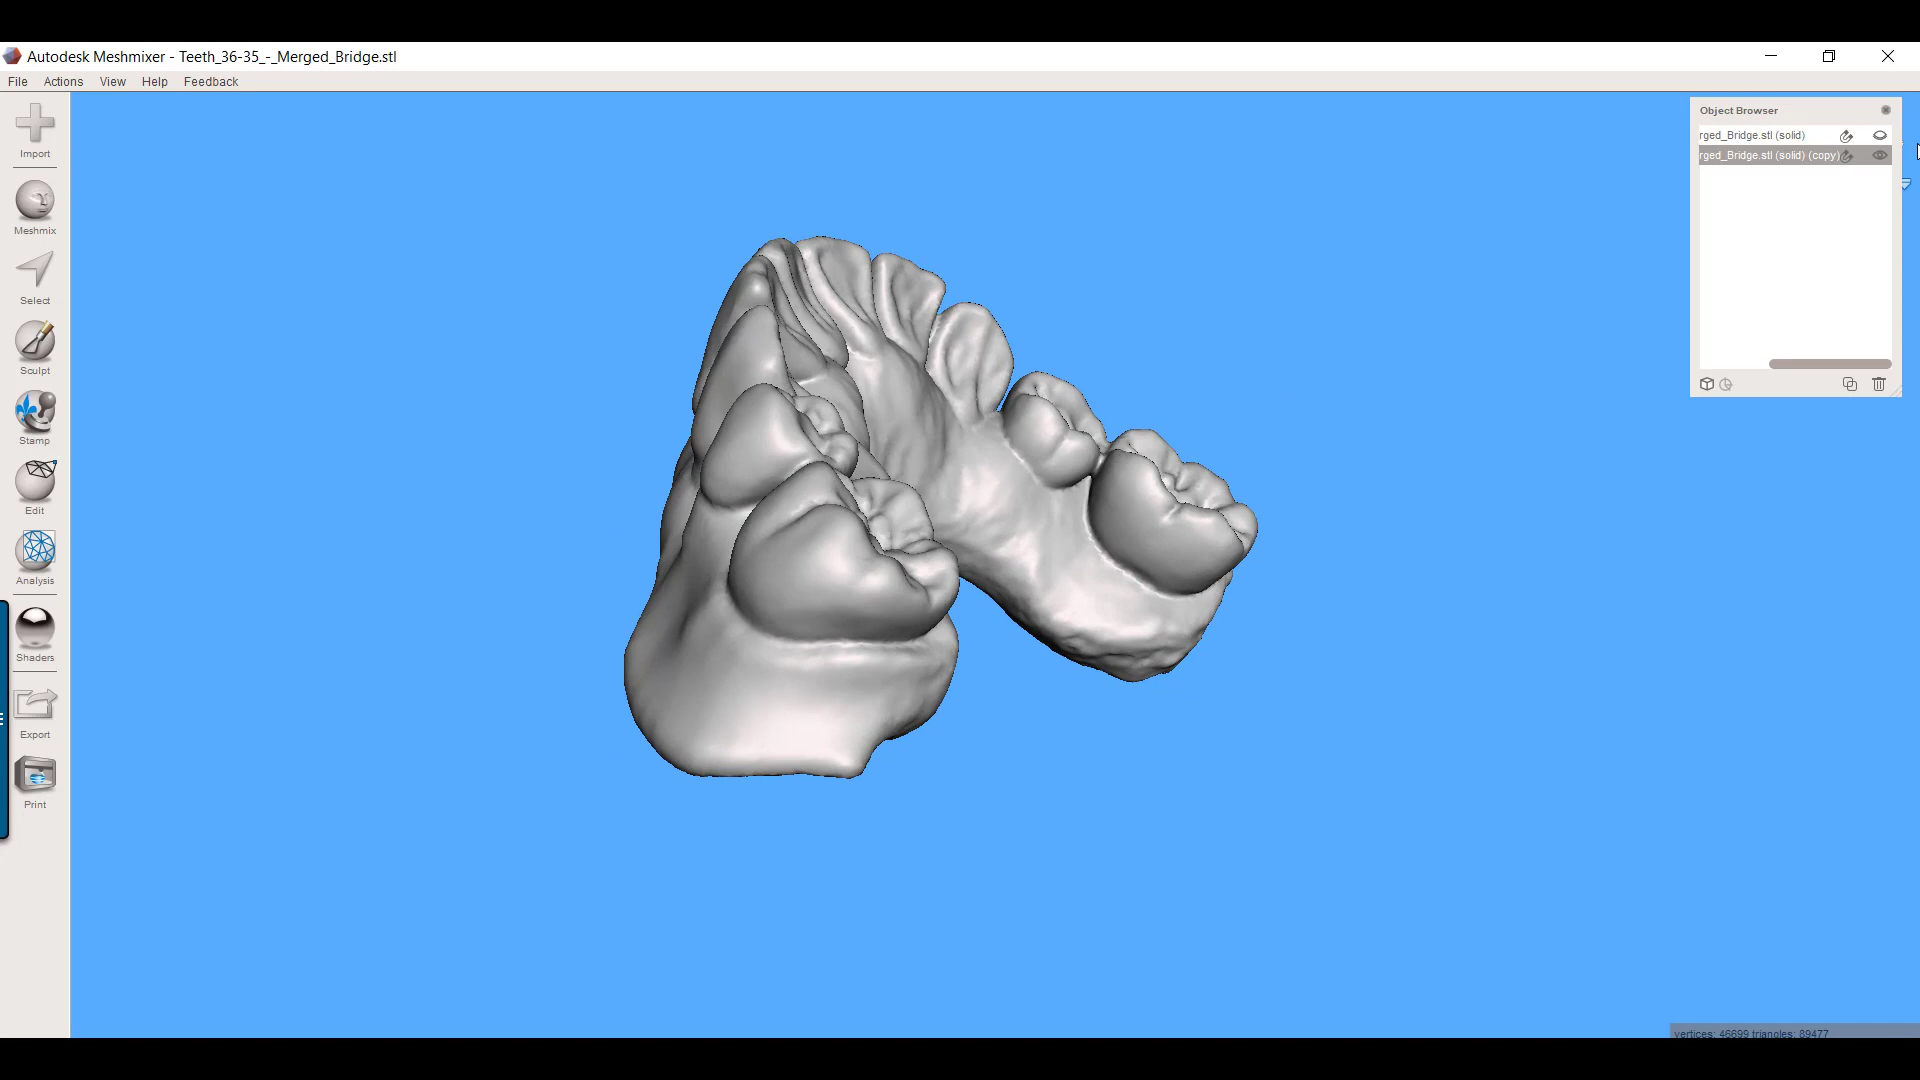 Autodesk Meshmixer - Teeth_36-35_-_Merged_Bridge.stl
File Actions View Help Feedback
Import
Meshmix
Select
Sculpt
Stamp
Edit
Analysis
Shaders
Export
Print
Object Browser
rged_Bridge.stl (solid)
rged_Bridge.stl (solid) (copy)
vertices: 46699 triangles: 89477